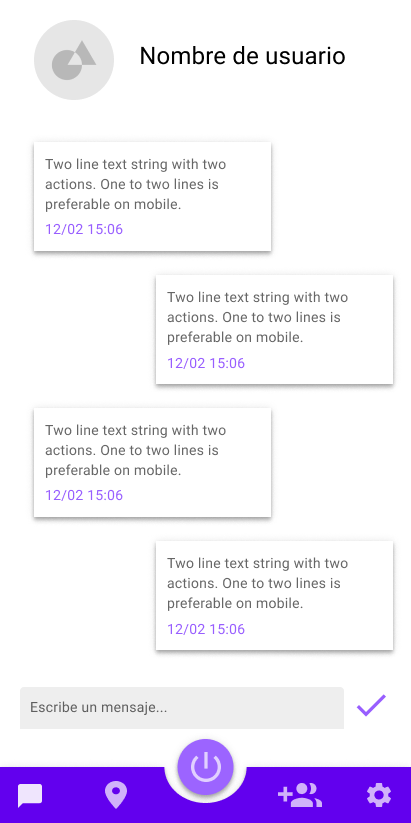 Nombre de usuario
Two line text string with two
actions. One to two lines is
preferable on mobile.
12/02 15:06
Two line text string with two
actions. One to two lines is
preferable on mobile.
12/02 15:06
Two line text string with two
actions. One to two lines is
preferable on mobile.
12/02 15:06
Two line text string with two
actions. One to two lines is
preferable on mobile.
12/02 15:06
Escribe un mensaje...